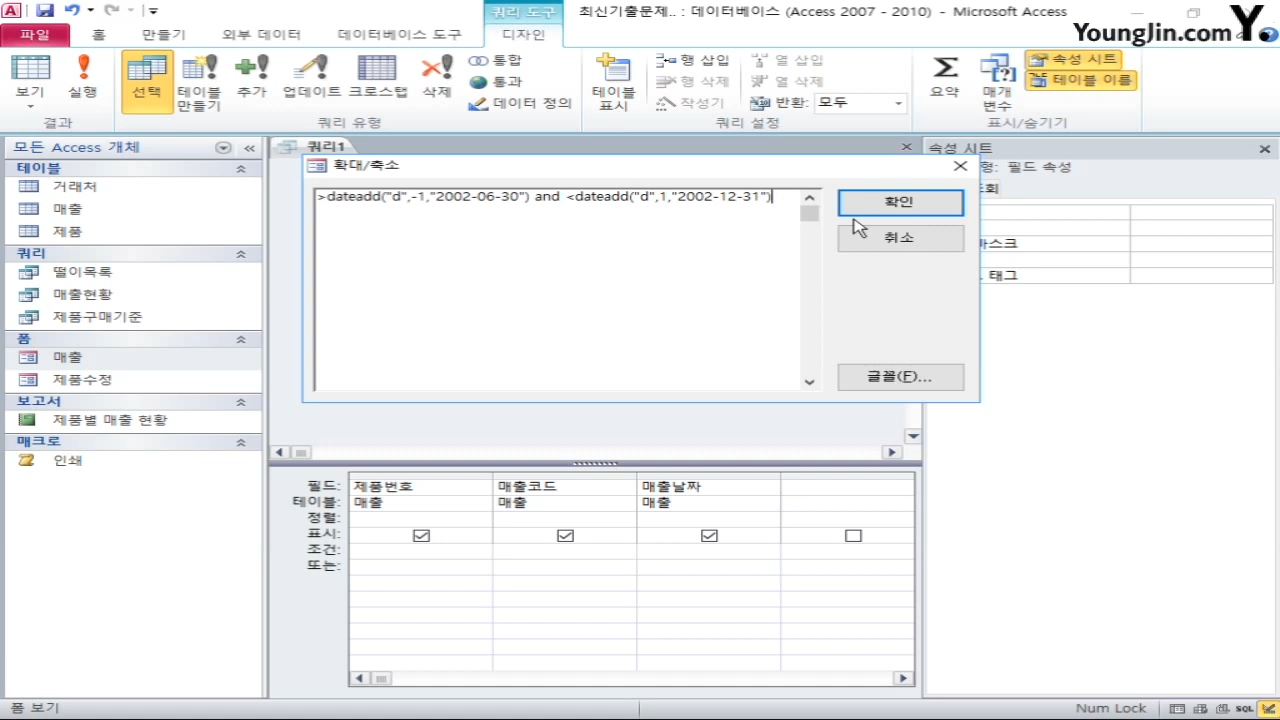 쿼리 도구
최신기출문제.. : 데이터베이스 (Access 2007 - 2010) - Microsoft Access
파일 홈 만들기 외부 데이터 데이터베이스 도구 디자인
YoungJin.com Y.
보기 실행 선택 테이블 만들기 추가 업데이트 크로스탭 삭제
통합
통과
데이터 정의
테이블 표시
행 삽입
행 삭제
작성기
열 삽입
열 삭제
반환: 모두
요약 매개 변수
속성 시트
테이블 이름
결과 쿼리 유형 쿼리 설정 표시/숨기기
모든 Access 개체
테이블
거래처
매출
제품
쿼리
떨이목록
매출현황
제품구매기준
폼
매출
제품수정
보고서
제품별 매출 현황
매크로
인쇄
쿼리1
확대/축소
>dateadd("d",-1,"2002-06-30") and <dateadd("d",1,"2002-12-31")
확인
취소
글꼴(F)...
속성 시트
형: 필드 속성
회
마스크
태그
필드: 제품번호 매출코드 매출날짜
테이블: 매출 매출 매출
정렬:
표시:
조건:
또는:
폼 보기
Num Lock
SQL